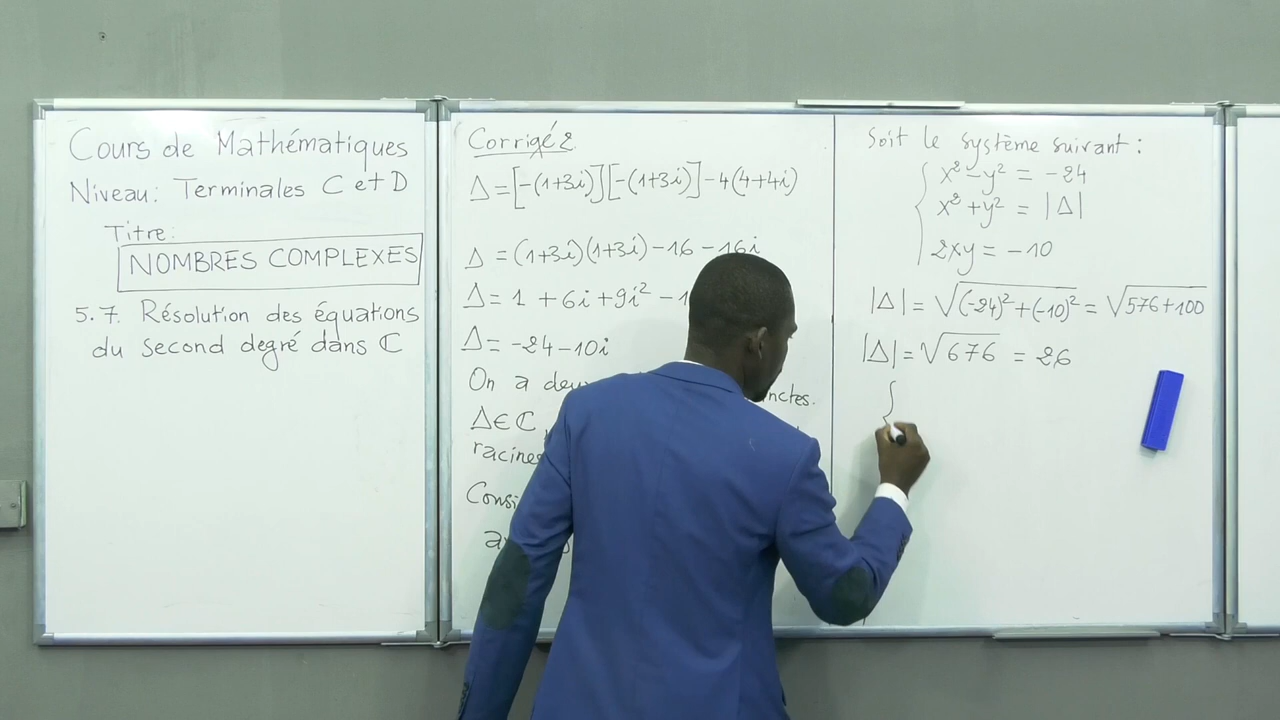 Cours de Mathématiques
Niveau: Terminales C et D
Titre:
NOMBRES COMPLEXES
5.7. Résolution des équations
du second degré dans ℂ
Corrigé 2
Δ = [-(1+3i)][-(1+3i)] - 4(4+4i)
Δ = (1+3i)(1+3i) - 16 - 16i
Δ = 1 + 6i + 9i² - 1
Δ = -24 - 10i
On a deux
Δ ∈ ℂ
racines
Soit le système suivant :
{ x² - y² = -24
x² + y² = |Δ|
2xy = -10
|Δ| = √(-24)² + (-10)² = √576+100
|Δ| = √676 = 26
{